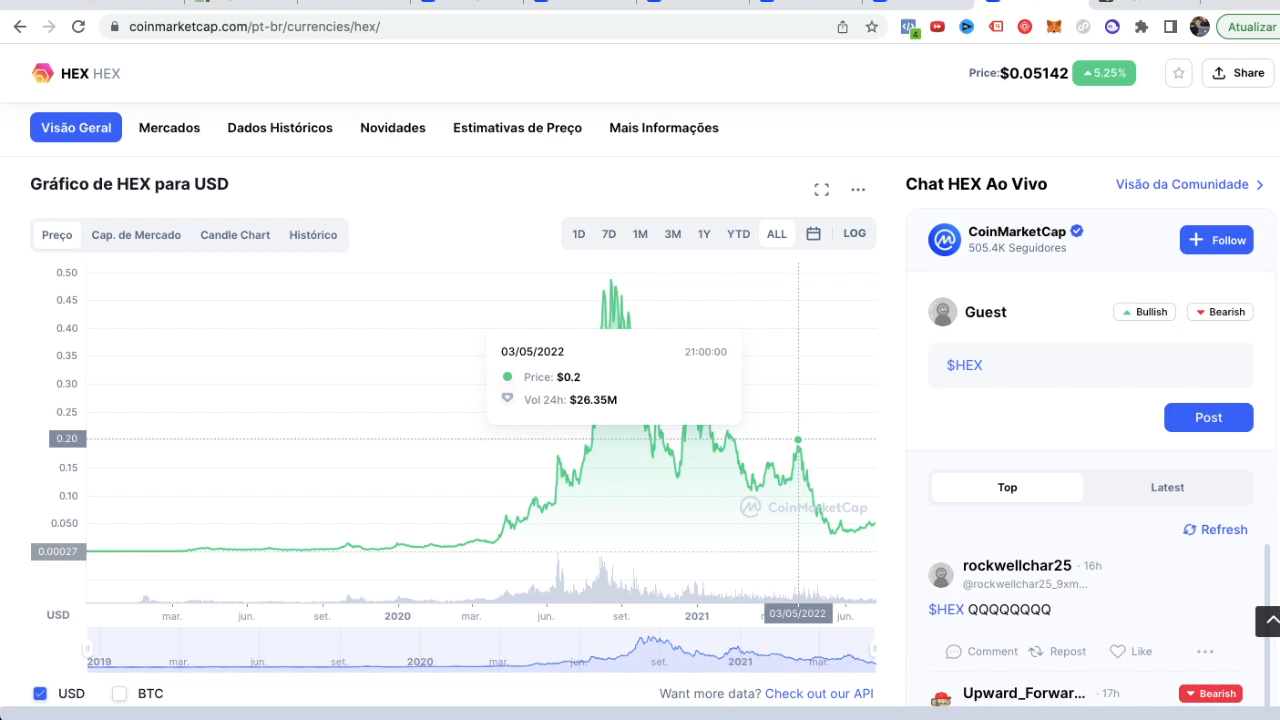 coinmarketcap.com/pt-br/currencies/hex/
4
Atualizar
HEX HEX
Price:$0.05142
5.25%
Share
Visão Geral
Mercados
Dados Históricos
Novidades
Estimativas de Preço
Mais Informações
Gráfico de HEX para USD
Preço
Cap. de Mercado
Candle Chart
Histórico
1D
7D
1M
3M
1Y
YTD
ALL
LOG
0.50
0.45
0.40
0.35
0.30
0.25
0.20
0.15
0.10
0.050
0.00027
03/05/2022 21:00:00
Price: $0.2
Vol 24h: $26.35M
CoinMarketCap
USD
mar.
jun.
set.
2020
mar.
jun.
set.
2021
03/05/2022
jun.
2019
mar.
jun.
set.
2020
mar.
jun.
set.
2021
mar.
USD
BTC
Want more data? Check out our API
Chat HEX Ao Vivo
Visão da Comunidade
CoinMarketCap
505.4K Seguidores
Follow
Guest
Bullish
Bearish
$HEX
Post
Top
Latest
Refresh
rockwellchar25 · 16h
@rockwellchar25_9xm...
$HEX QQQQQQQQ
Comment
Repost
Like
Upward_Forwar... · 17h
Bearish